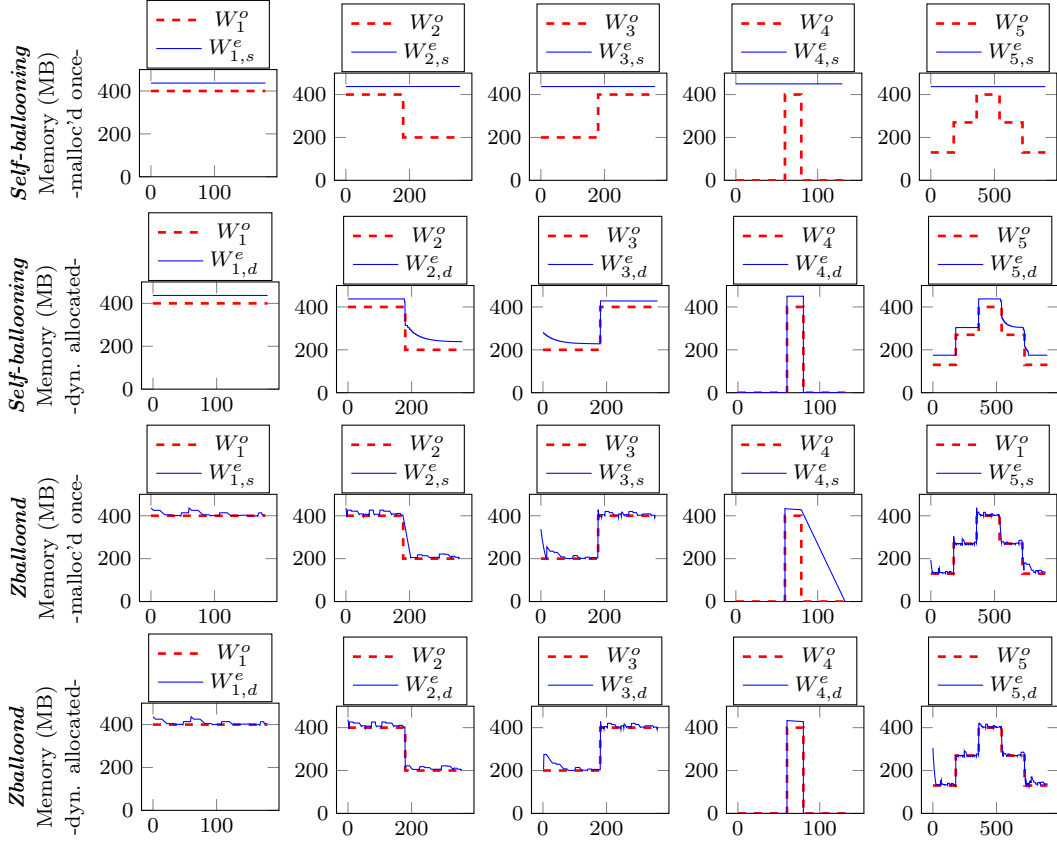 Self-ballooning
Memory (MB)
-malloc'd once-
W_1^o
W_{1,s}^e
400
200
0
0 100
W_2^o
W_{2,s}^e
400
200
0
0 200
W_3^o
W_{3,s}^e
400
200
0
0 200
W_4^o
W_{4,s}^e
400
200
0
0 100
W_5^o
W_{5,s}^e
400
200
0
0 500
Self-ballooning
Memory (MB)
-dyn. allocated-
W_1^o
W_{1,d}^e
400
200
0
0 100
W_2^o
W_{2,d}^e
400
200
0
0 200
W_3^o
W_{3,d}^e
400
200
0
0 200
W_4^o
W_{4,d}^e
400
200
0
0 100
W_5^o
W_{5,d}^e
400
200
0
0 500
Zballoond
Memory (MB)
-malloc'd once-
W_1^o
W_{1,s}^e
400
200
0
0 100
W_2^o
W_{2,s}^e
400
200
0
0 200
W_3^o
W_{3,s}^e
400
200
0
0 200
W_4^o
W_{4,s}^e
400
200
0
0 100
W_1^o
W_{5,s}^e
400
200
0
0 500
Zballoond
Memory (MB)
-dyn. allocated-
W_1^o
W_{1,d}^e
400
200
0
0 100
W_2^o
W_{2,d}^e
400
200
0
0 200
W_3^o
W_{3,d}^e
400
200
0
0 200
W_4^o
W_{4,d}^e
400
200
0
0 100
W_5^o
W_{5,d}^e
400
200
0
0 500